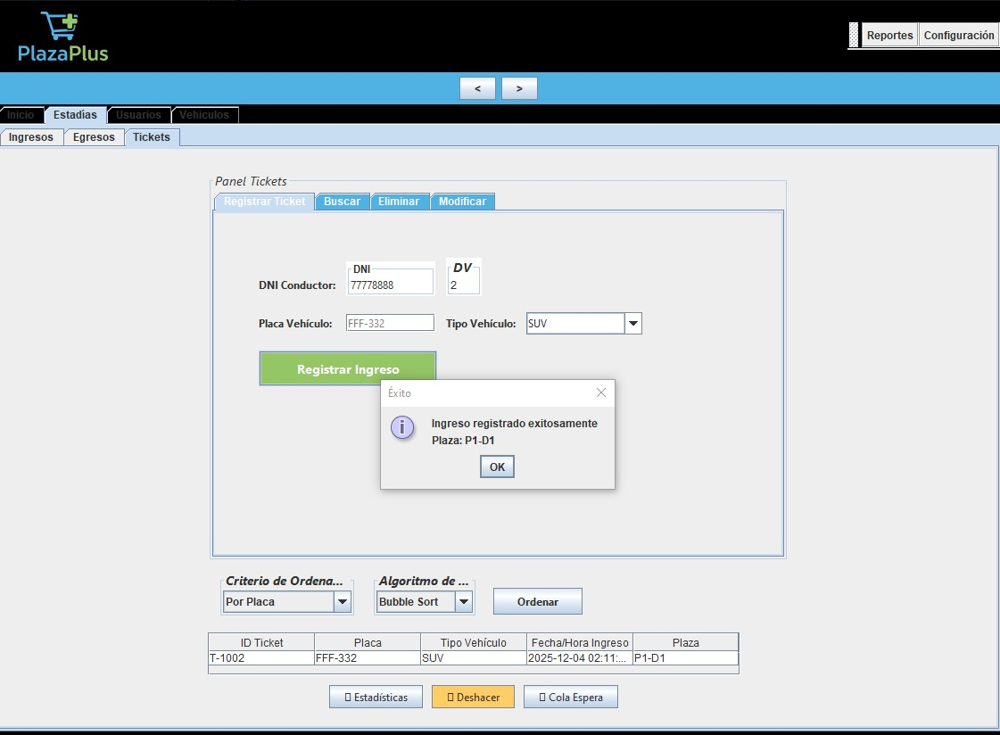 PlazaPlus
Reportes Configuración
< >
Inicio Estadías Usuarios Vehículos
Ingresos Egresos Tickets
Panel Tickets
Registrar Ticket Buscar Eliminar Modificar
DNI DV
DNI Conductor: 77778888 2
Placa Vehículo: FFF-332 Tipo Vehículo: SUV
Registrar Ingreso
Éxito
Ingreso registrado exitosamente
Plaza: P1-D1
OK
Criterio de Ordena... Algoritmo de ...
Por Placa Bubble Sort Ordenar
ID Ticket Placa Tipo Vehículo Fecha/Hora Ingreso Plaza
T-1002 FFF-332 SUV 2025-12-04 02:11:... P1-D1
Estadísticas Deshacer Cola Espera